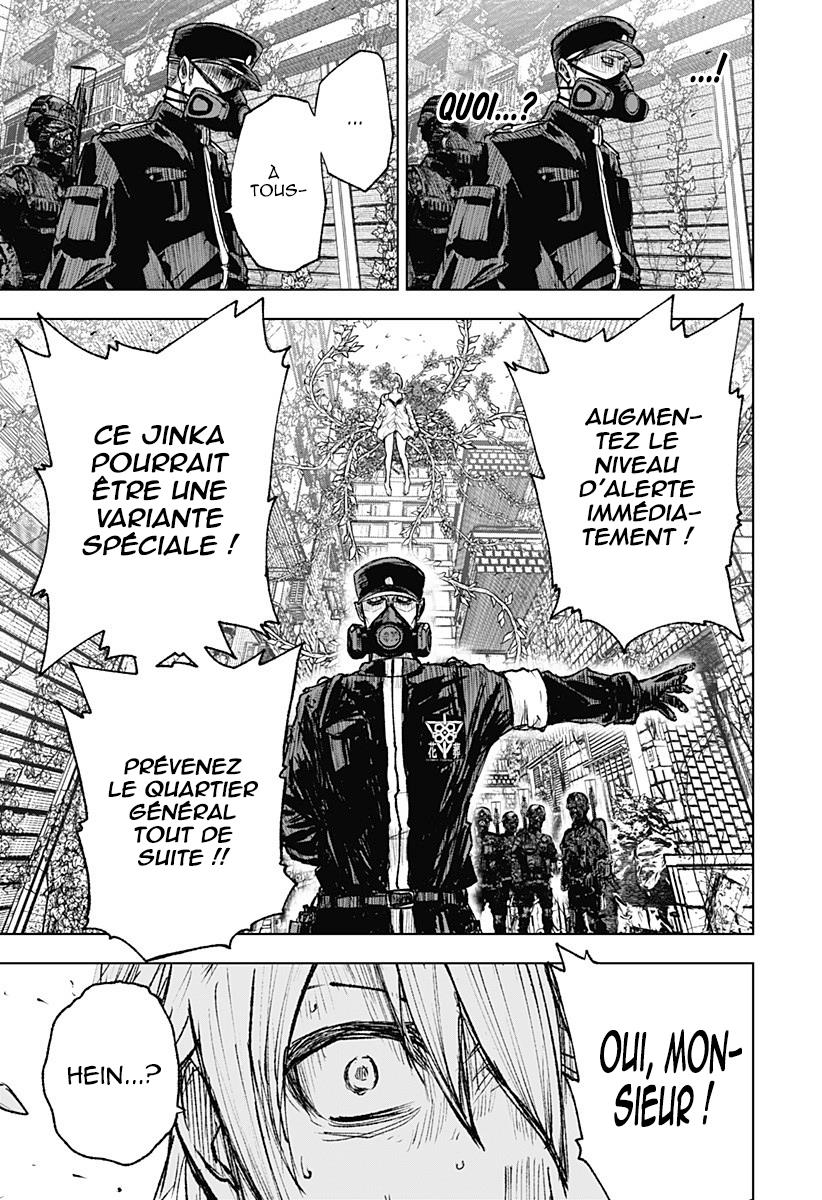 ...!
QUOI...?
...
À
TOUS-
AUGMEN-
TEZ LE
NIVEAU
D'ALERTE
IMMÉDIA-
TEMENT !
CE JINKA
POURRAIT
ÊTRE UNE
VARIANTE
SPÉCIALE !
PRÉVENEZ
LE QUARTIER
GÉNÉRAL
TOUT DE
SUITE !!
OUI, MON-
SIEUR !
HEIN...?